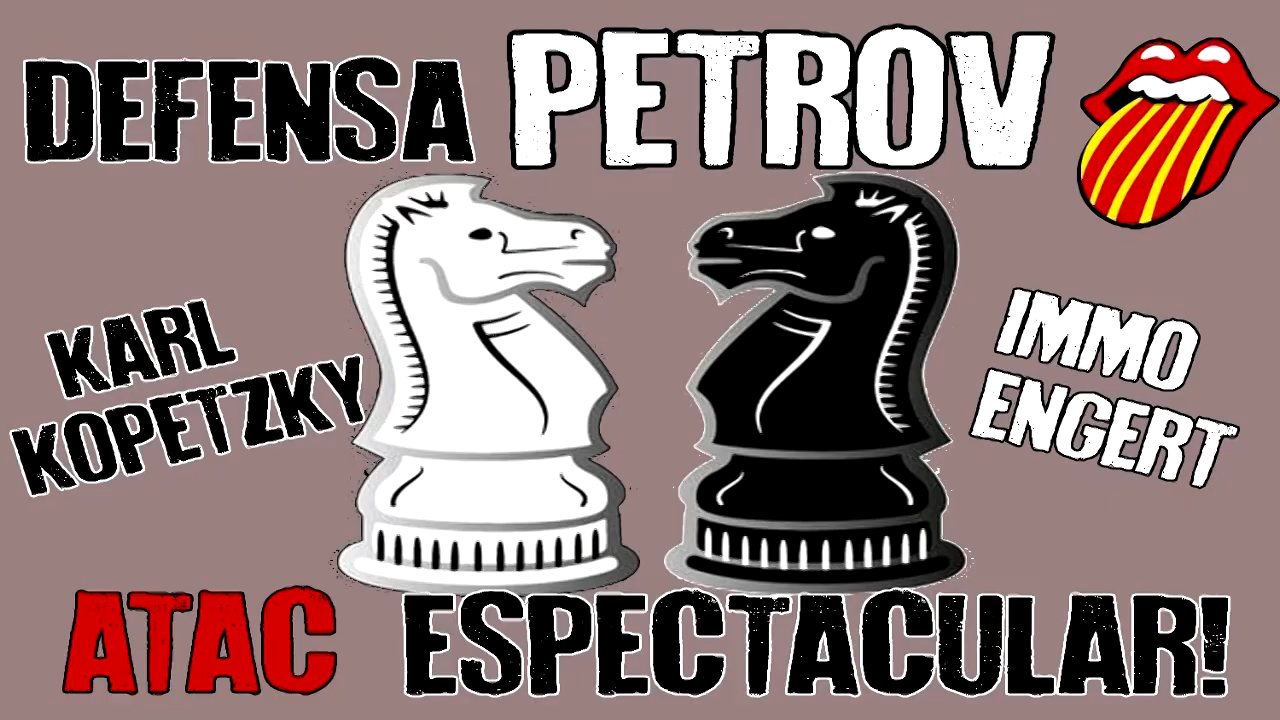 DEFENSA PETROV
KARL
KOPETZKY
IMMO
ENGERT
ATAC ESPECTACULAR!